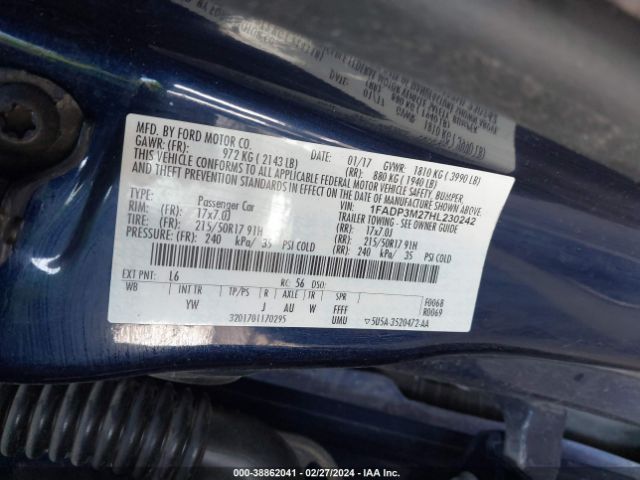 MFD. BY FORD MOTOR CO.
DATE: 01/17 GVWR: 1810 KG ( 3990 LB)
GAWR: (FR): 972 KG ( 2143 LB) (RR): 880 KG ( 1940 LB)
THIS VEHICLE CONFORMS TO ALL APPLICABLE FEDERAL MOTOR VEHICLE SAFETY, BUMPER,
AND THEFT PREVENTION STANDARDS IN EFFECT ON THE DATE OF MANUFACTURE SHOWN ABOVE.
VIN: 1FADP3M27HL230242
TYPE: Passenger Car TRAILER TOWING - SEE OWNER GUIDE
RIM: (FR): 17x7.0J (RR): 17x7.0J
TIRE: (FR): 215/50R17 91H (RR): 215/50R17 91H
PRESSURE: (FR): 240 kPa/ 35 PSI COLD (RR): 240 kPa/ 35 PSI COLD
EXT PNT: L6 RC: 56 DSO:
WB INT TR TP/PS R AXLE TR SPR F0068
YW J AU W FFFF R0069
3201701170295 UMU ▽5U5A-3520472-AA
000-38862041 - 02/27/2024 - IAA Inc.